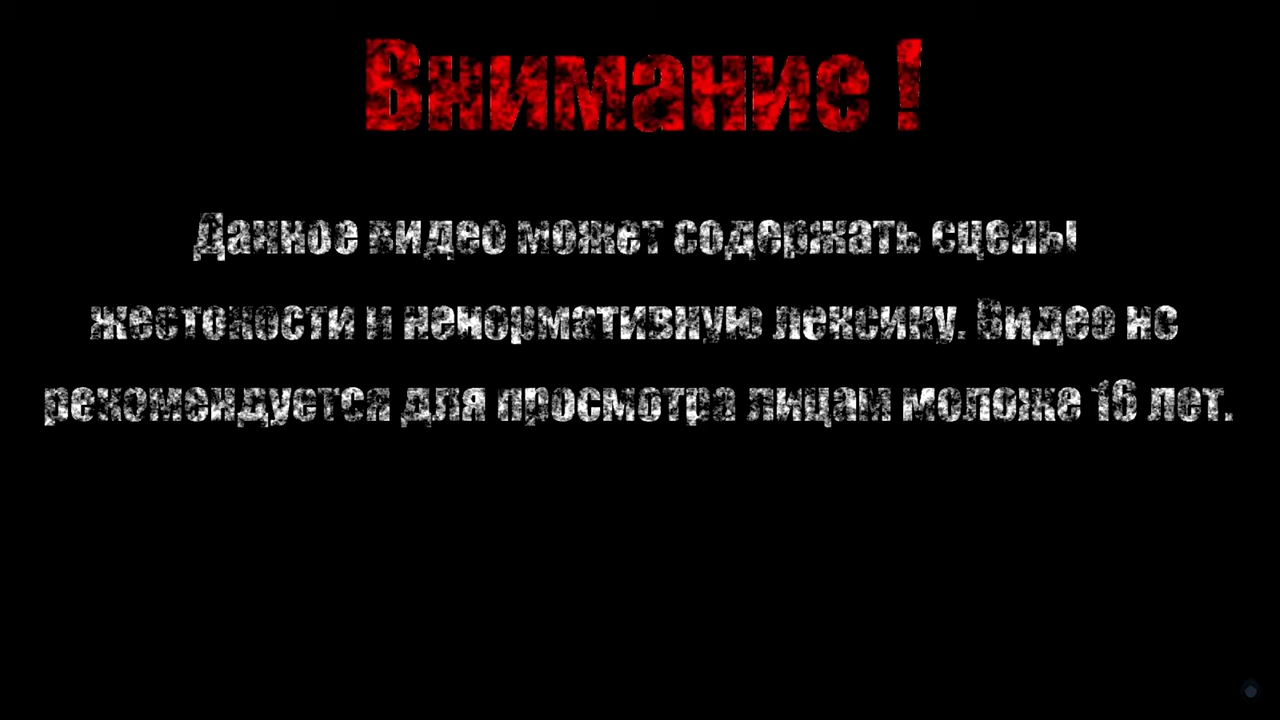 Внимание !
Данное видео может содержать сцены
жестокости и ненормативную лексику. Видео не
рекомендуется для просмотра лицам моложе 16 лет.